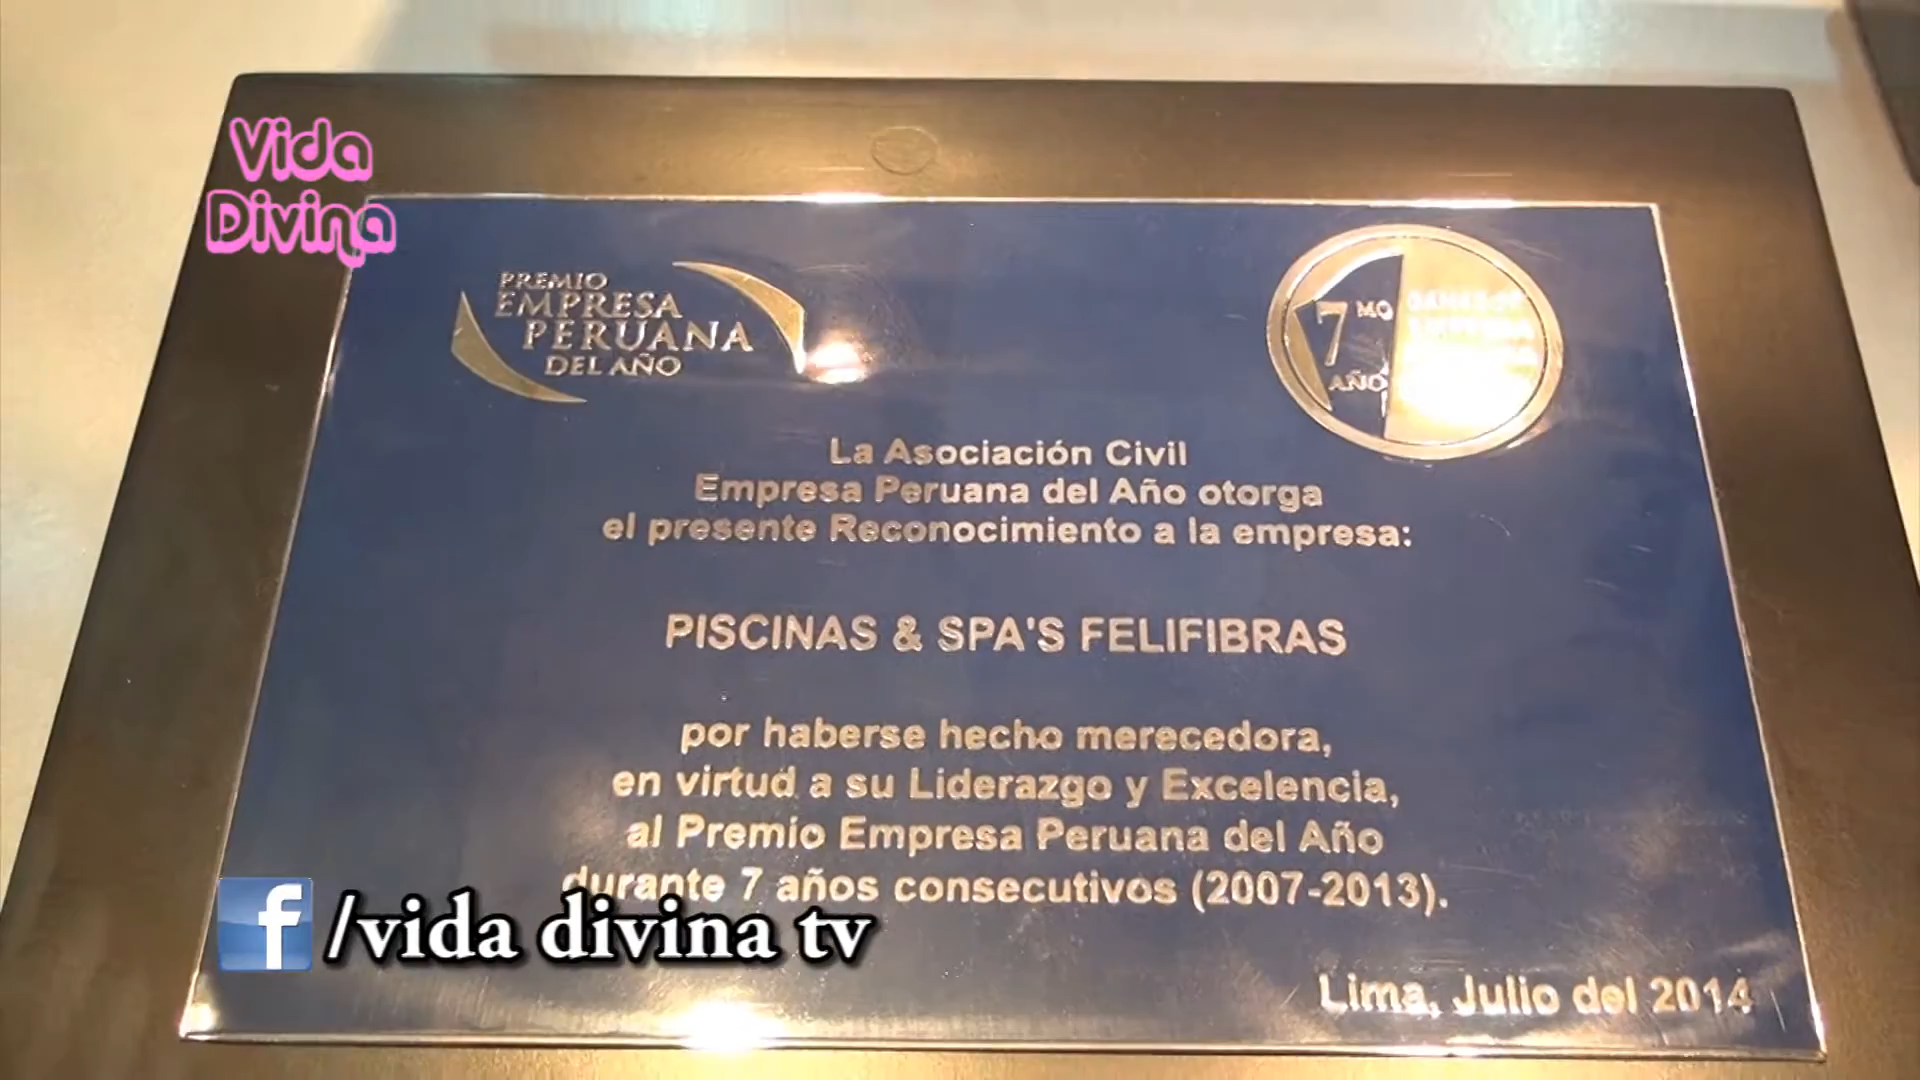 Vida
Divina
PREMIO
EMPRESA
PERUANA
DEL AÑO
7 MO
AÑO
La Asociación Civil
Empresa Peruana del Año otorga
el presente Reconocimiento a la empresa:
PISCINAS & SPA'S FELIFIBRAS
por haberse hecho merecedora,
en virtud a su Liderazgo y Excelencia,
al Premio Empresa Peruana del Año
durante 7 años consecutivos (2007-2013).
/vida divina tv
Lima, Julio del 2014